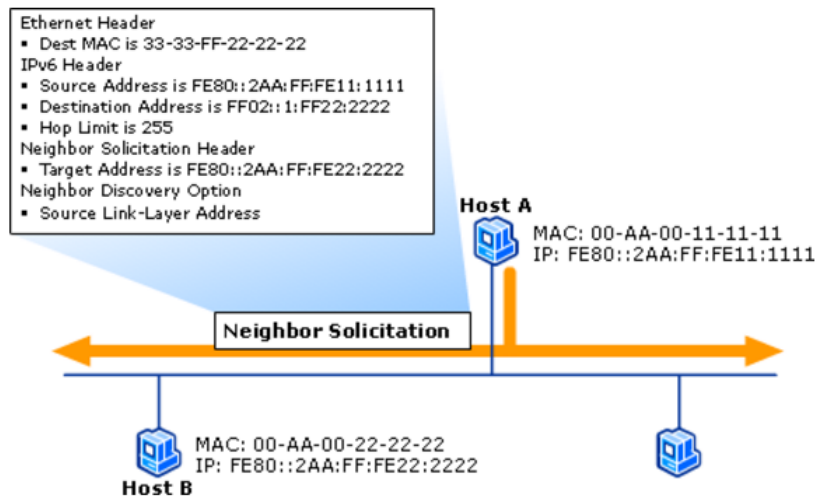 Ethernet Header
▪ Dest MAC is 33-33-FF-22-22-22
IPv6 Header
▪ Source Address is FE80::2AA:FF:FE11:1111
▪ Destination Address is FF02::1:FF22:2222
▪ Hop Limit is 255
Neighbor Solicitation Header
▪ Target Address is FE80::2AA:FF:FE22:2222
Neighbor Discovery Option
▪ Source Link-Layer Address
Host A
MAC: 00-AA-00-11-11-11
IP: FE80::2AA:FF:FE11:1111
Neighbor Solicitation
MAC: 00-AA-00-22-22-22
IP: FE80::2AA:FF:FE22:2222
Host B